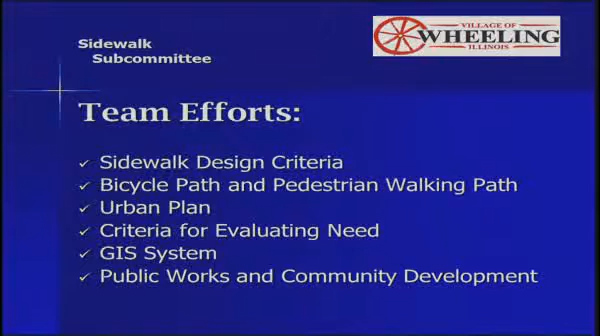 Sidewalk
Subcommittee
VILLAGE OF
WHEELING
ILLINOIS
Team Efforts:
Sidewalk Design Criteria
Bicycle Path and Pedestrian Walking Path
Urban Plan
Criteria for Evaluating Need
GIS System
Public Works and Community Development